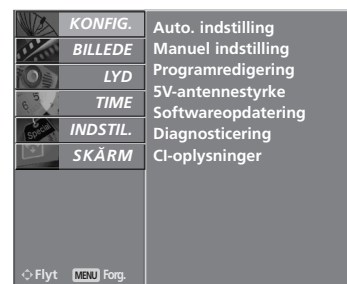 KONFIG.
BILLEDE
LYD
TIME
INDSTIL.
SKĂRM
Auto. indstilling
Manuel indstilling
Programredigering
5V-antennestyrke
Softwareopdatering
Diagnosticering
CI-oplysninger
Flyt MENU Forg.